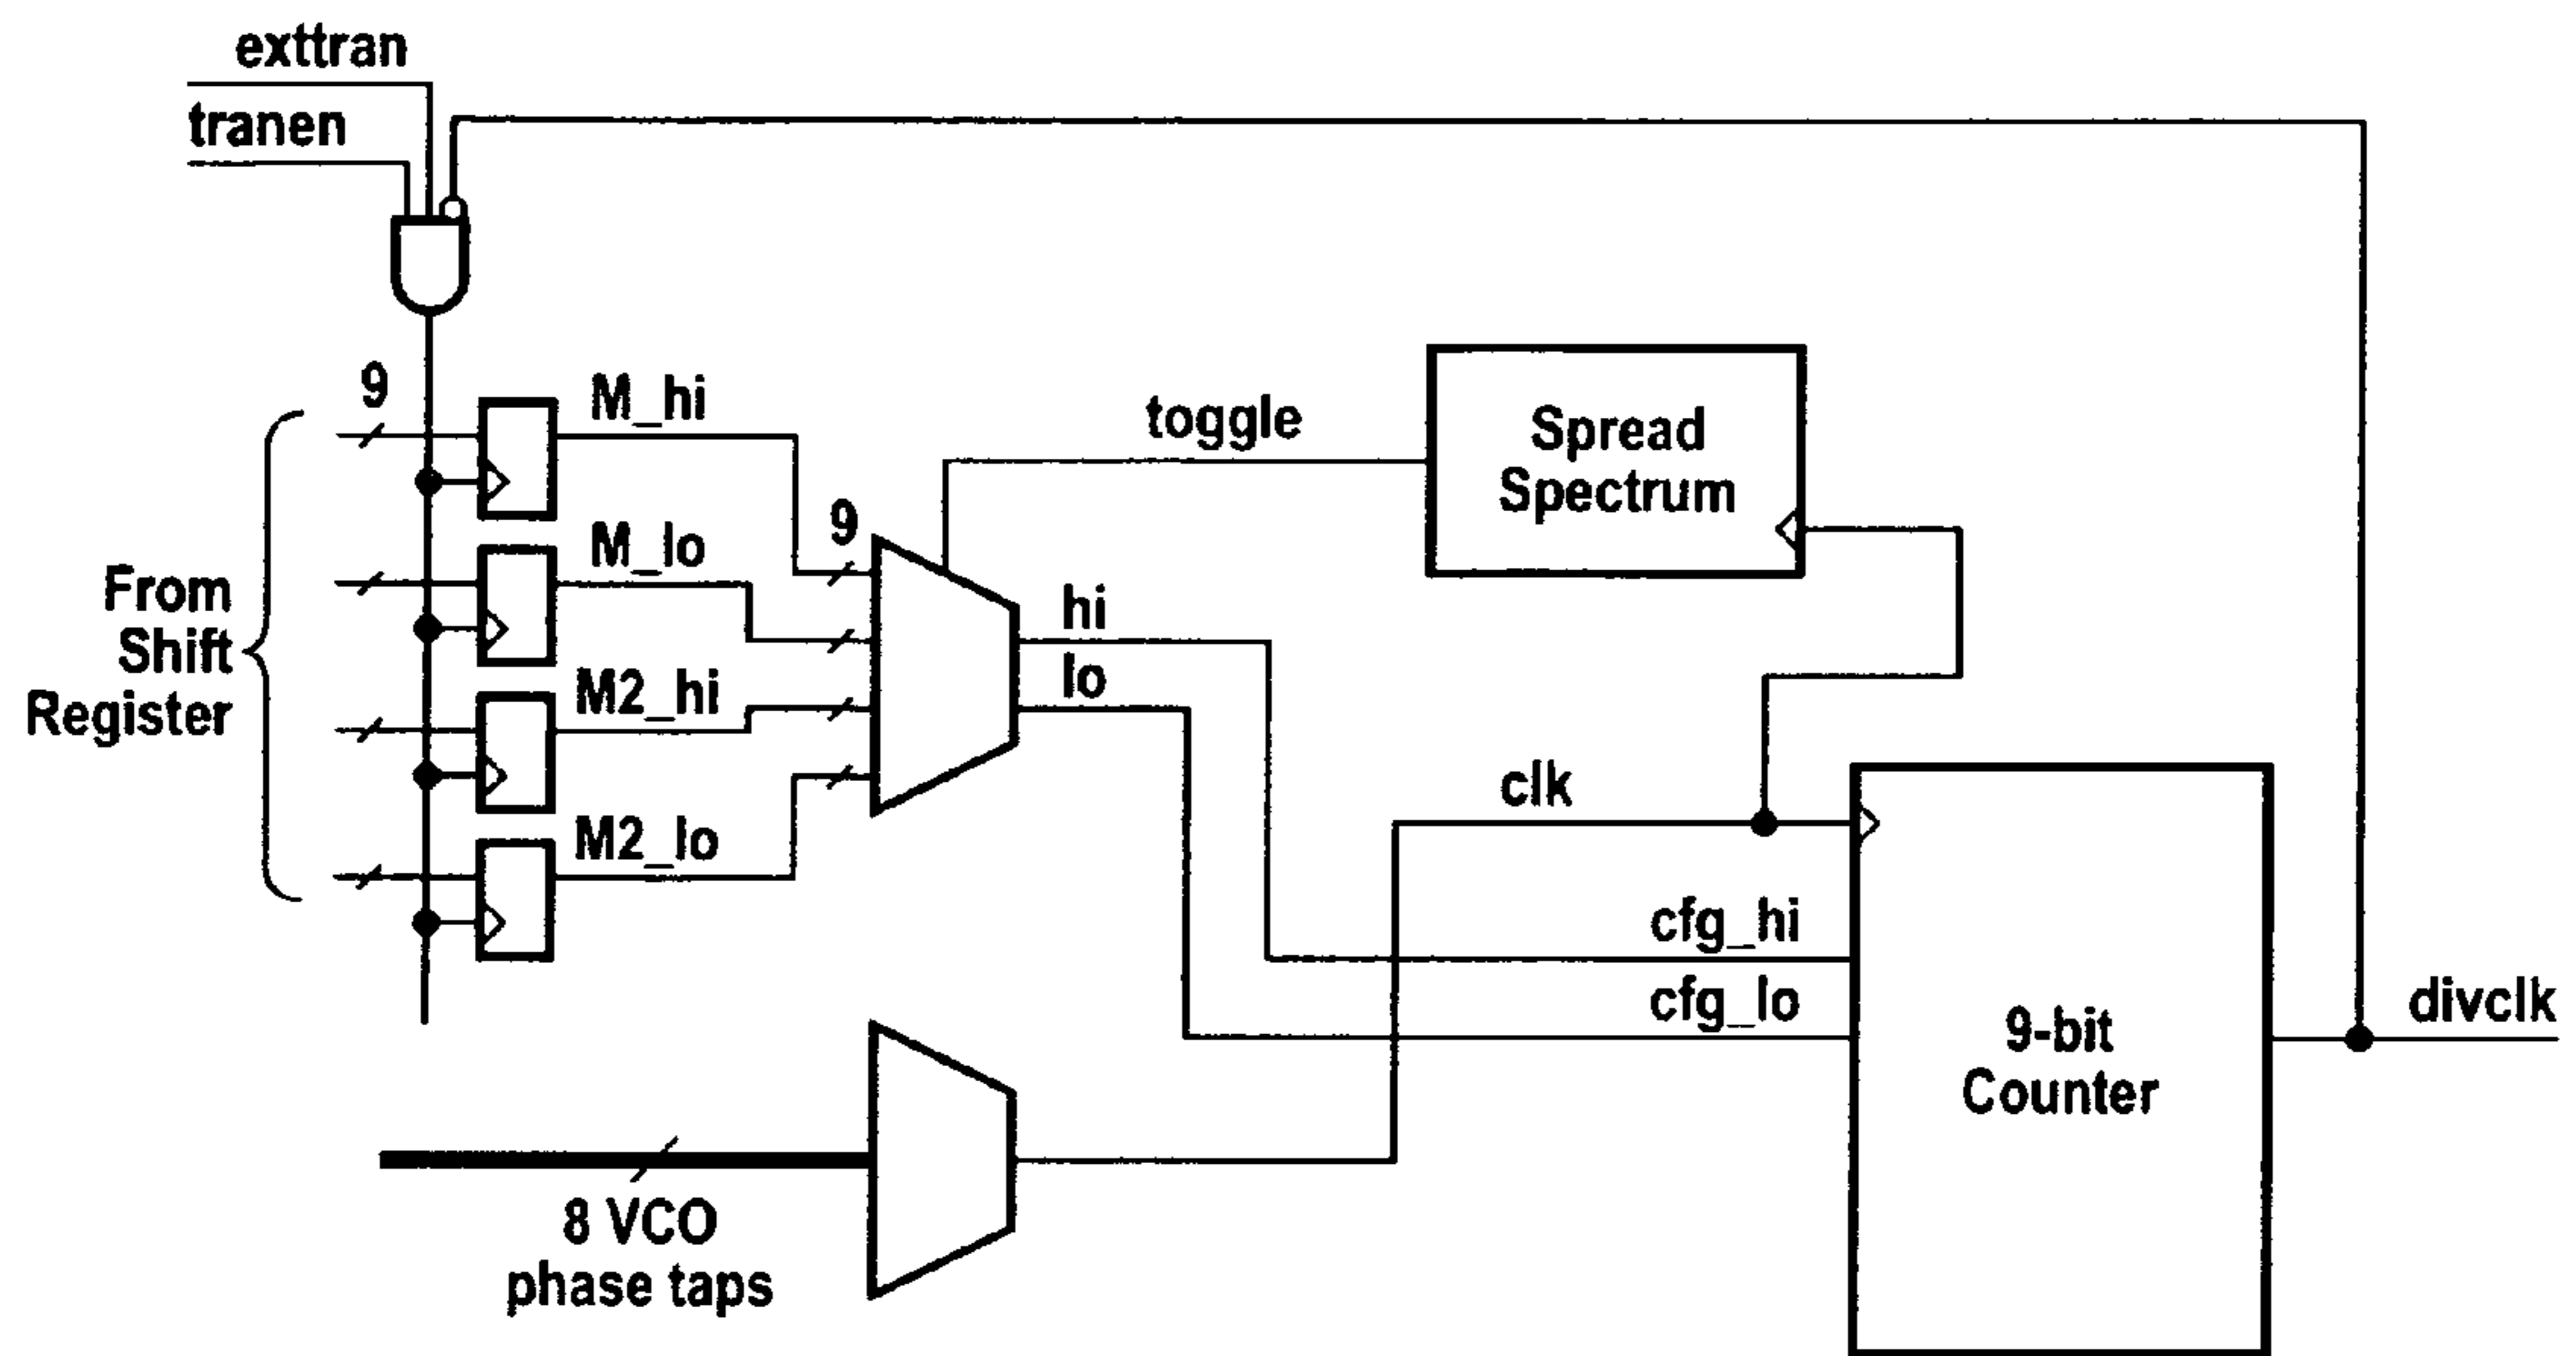 exttran
tranen
9
M_hi
M_lo
M2_hi
M2_lo
From
Shift
Register
9
toggle
Spread
Spectrum
hi
lo
clk
cfg_hi
cfg_lo
9-bit
Counter
divclk
8 VCO
phase taps